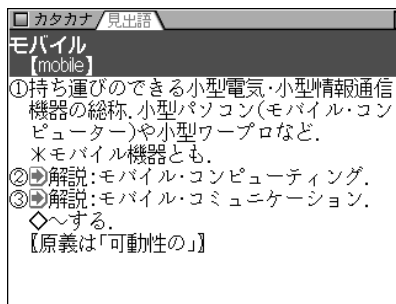 カタカナ 見出語
モバイル
【mobile】
①持ち運びのできる小型電気･小型情報通信
機器の総称.小型パソコン(モバイル･コン
ピューター)や小型ワープロなど.
＊モバイル機器とも.
②解説:モバイル･コンピューティング.
③解説:モバイル･コミュニケーション.
◇〜する.
〖原義は「可動性の」〗